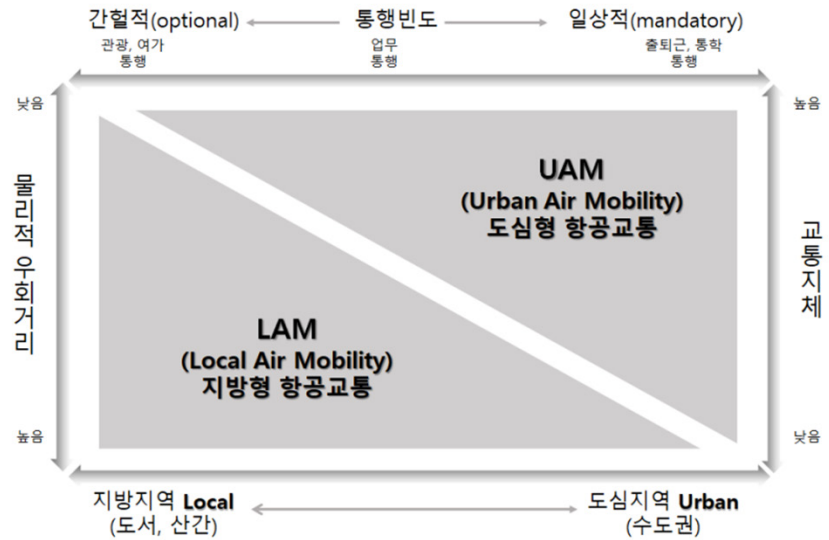 간헐적(optional)
통행빈도
일상적(mandatory)
관광, 여가
통행
업무
통행
출퇴근, 통학
통행
낮음
높음
물리적 우회거리
교통지체
UAM
(Urban Air Mobility)
도심형 항공교통
LAM
(Local Air Mobility)
지방형 항공교통
높음
낮음
지방지역 Local
(도서, 산간)
도심지역 Urban
(수도권)